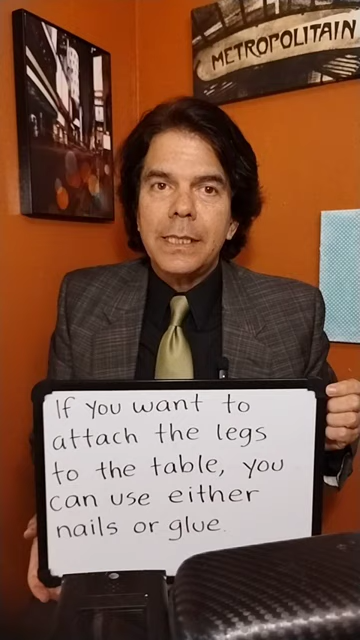 METROPOLITAIN
If you want to
attach the legs
to the table, you
can use either
nails or glue.